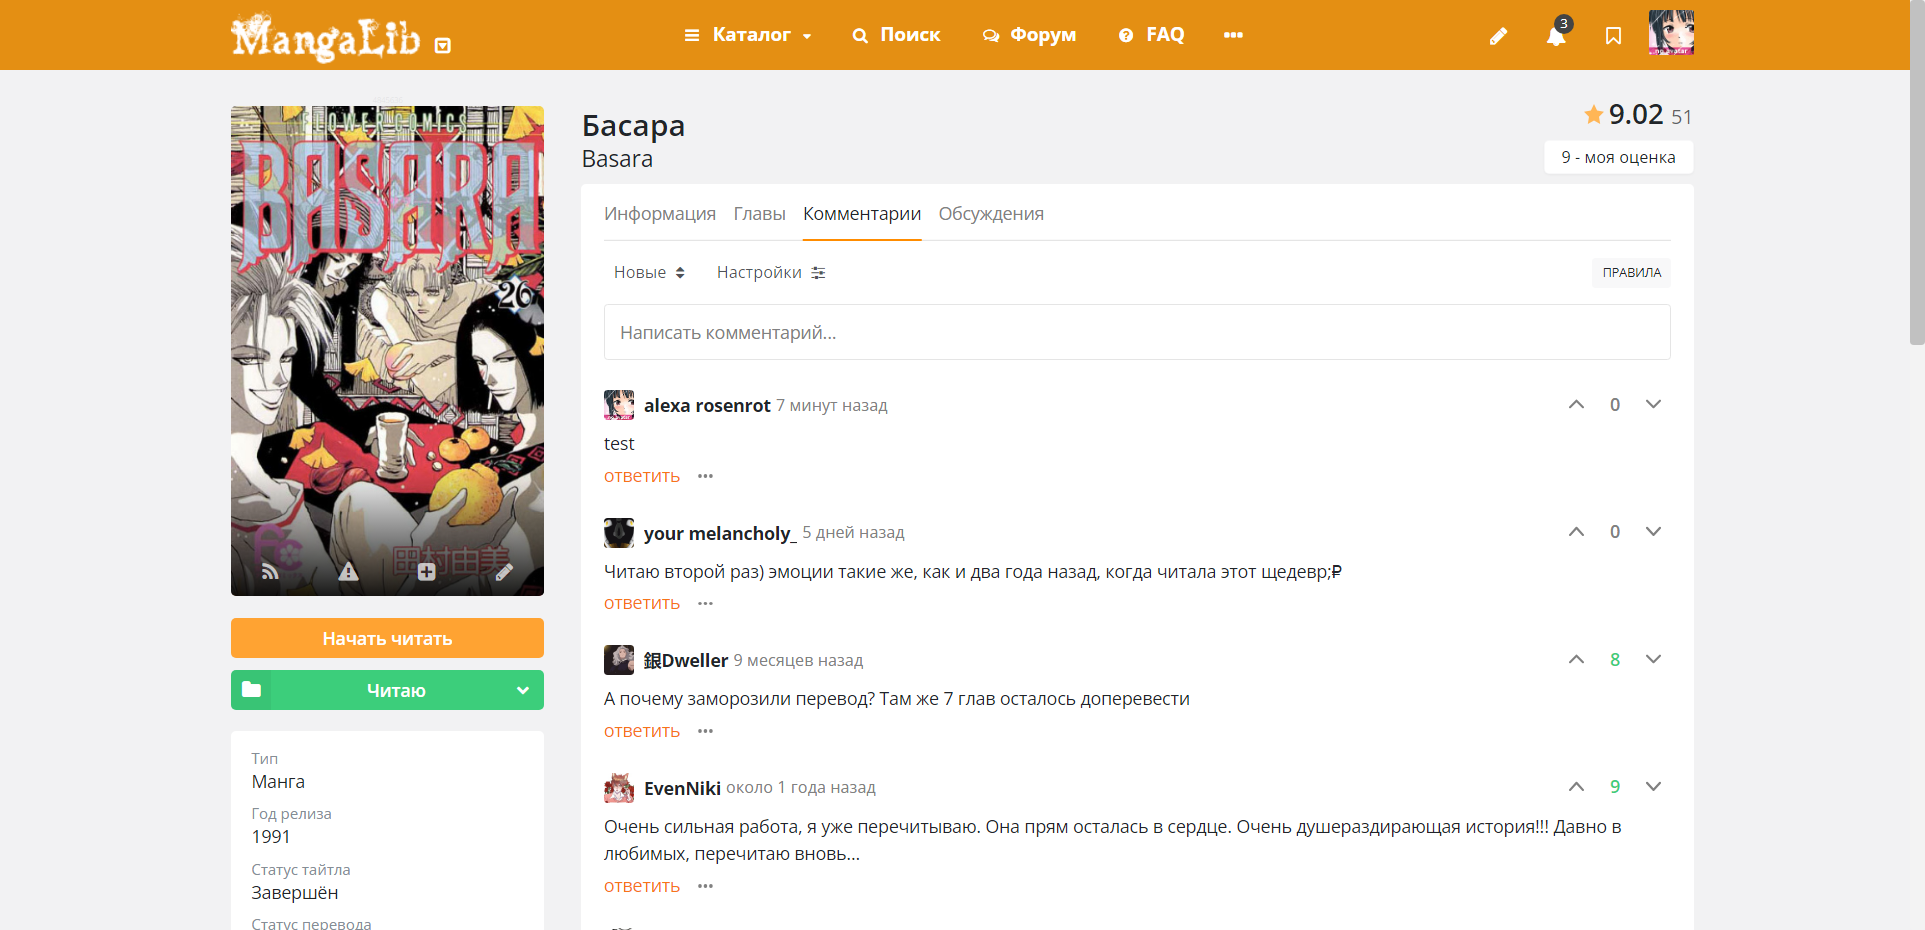 MangaLib
Каталог
Поиск
Форум
FAQ
3
no_avatar
FLOWER COMICS
BASARA
26
FC
田村由美
Начать читать
Читаю
Тип
Манга
Год релиза
1991
Статус тайтла
Завершён
Статус перевода
Басара
Basara
9.02 51
9 - моя оценка
Информация Главы Комментарии Обсуждения
Новые Настройки ПРАВИЛА
Написать комментарий...
alexa rosenrot 7 минут назад 0
test
ответить
your melancholy_ 5 дней назад 0
Читаю второй раз) эмоции такие же, как и два года назад, когда читала этот щедевр;₽
ответить
銀Dweller 9 месяцев назад 8
А почему заморозили перевод? Там же 7 глав осталось доперевести
ответить
EvenNiki около 1 года назад 9
Очень сильная работа, я уже перечитываю. Она прям осталась в сердце. Очень душераздирающая история!!! Давно в
любимых, перечитаю вновь...
ответить